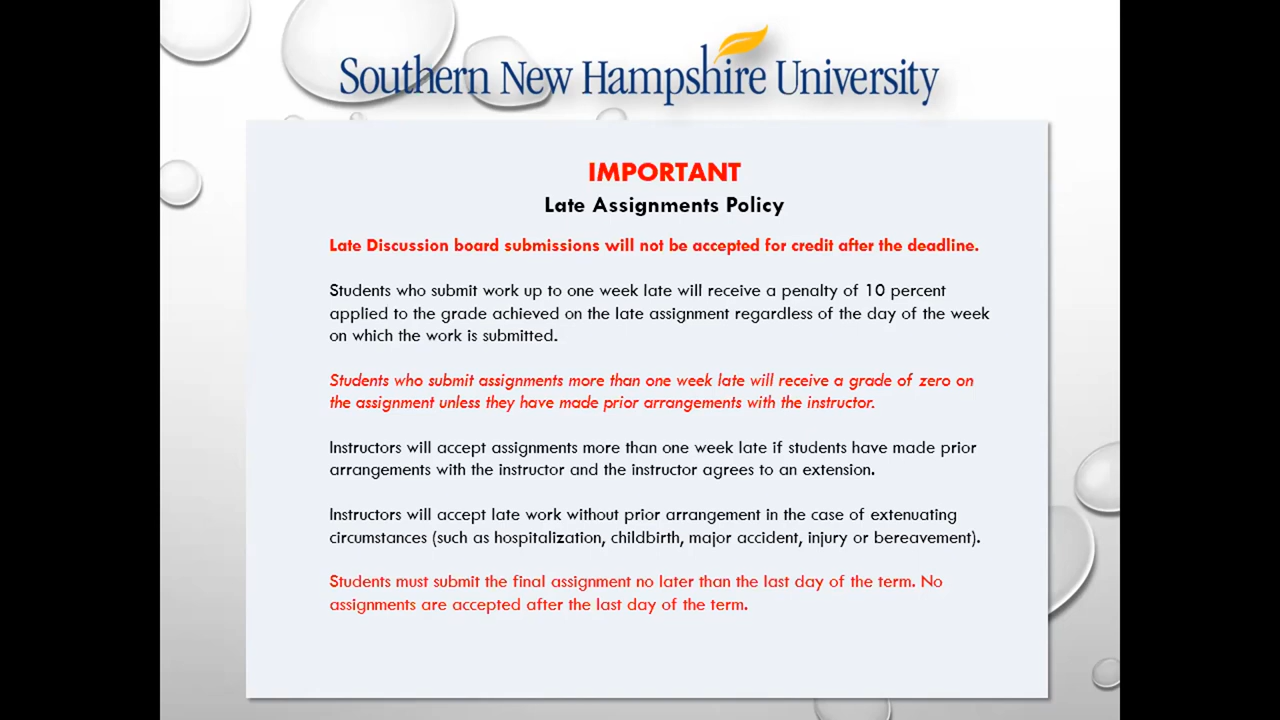 Southern New Hampshire University
IMPORTANT
Late Assignments Policy
Late Discussion board submissions will not be accepted for credit after the deadline.
Students who submit work up to one week late will receive a penalty of 10 percent
applied to the grade achieved on the late assignment regardless of the day of the week
on which the work is submitted.
Students who submit assignments more than one week late will receive a grade of zero on
the assignment unless they have made prior arrangements with the instructor.
Instructors will accept assignments more than one week late if students have made prior
arrangements with the instructor and the instructor agrees to an extension.
Instructors will accept late work without prior arrangement in the case of extenuating
circumstances (such as hospitalization, childbirth, major accident, injury or bereavement).
Students must submit the final assignment no later than the last day of the term. No
assignments are accepted after the last day of the term.